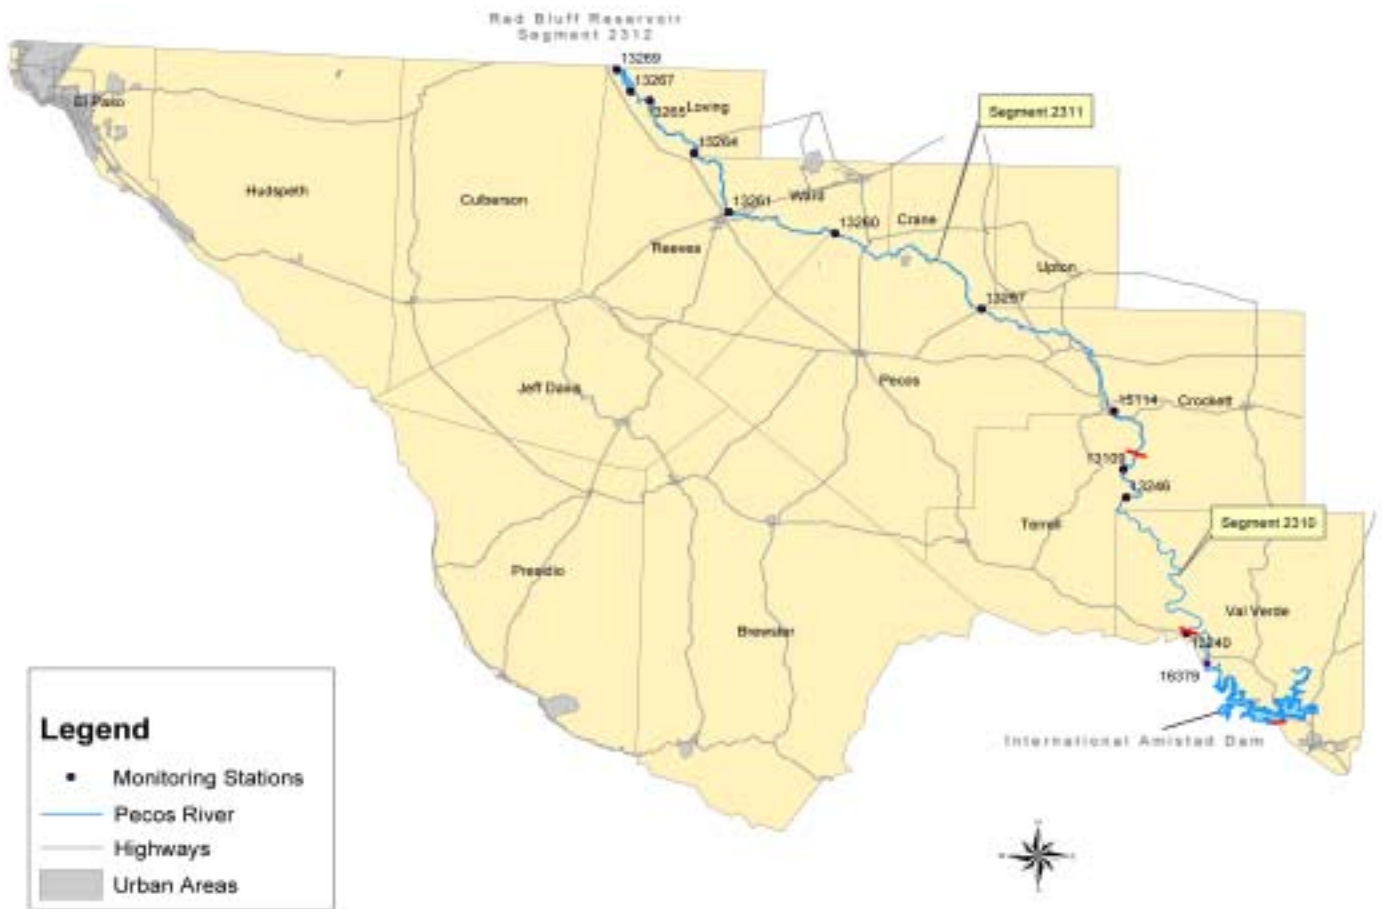 Red Bluff Reservoir
Segment 2312
13269
13267
13265
Loving
Segment 2311
El Paso
13264
Hudspeth
Culberson
13261
Ward
13260
Crane
Reeves
Upton
13257
Jeff Davis
Pecos
15114
Crockett
13109
13246
Terrell
Segment 2310
Presidio
Val Verde
Brewster
13240
16379
International Amistad Dam
Legend
Monitoring Stations
Pecos River
Highways
Urban Areas